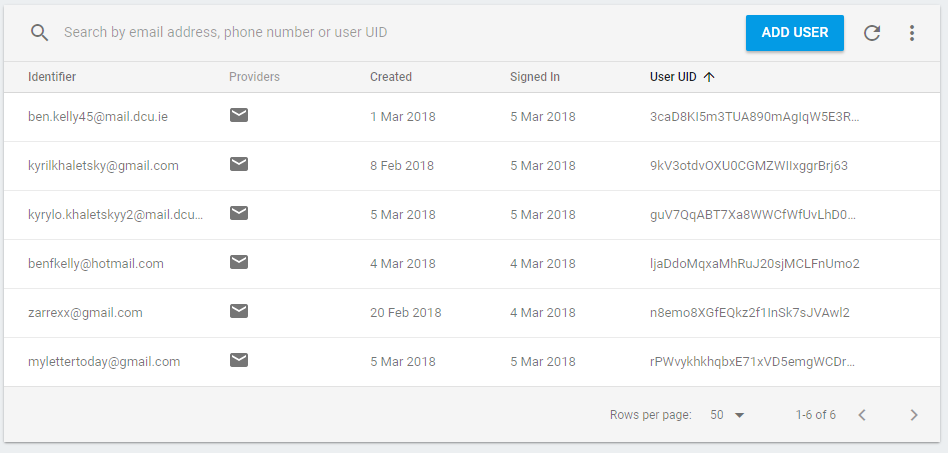 Search by email address, phone number or user UID ADD USER
Identifier Providers Created Signed In User UID
ben.kelly45@mail.dcu.ie 1 Mar 2018 5 Mar 2018 3caD8KI5m3TUA890mAgIqW5E3R…
kyrilkhaletsky@gmail.com 8 Feb 2018 5 Mar 2018 9kV3otdvOXU0CGMZWIIxggrBrj63
kyrylo.khaletskyy2@mail.dcu… 5 Mar 2018 5 Mar 2018 guV7QqABT7Xa8WWCfWfUvLhD0…
benfkelly@hotmail.com 4 Mar 2018 4 Mar 2018 ljaDdoMqxaMhRuJ20sjMCLFnUmo2
zarrexx@gmail.com 20 Feb 2018 4 Mar 2018 n8emo8XGfEQkz2f1InSk7sJVAwl2
mylettertoday@gmail.com 5 Mar 2018 5 Mar 2018 rPWvykhkhqbxE71xVD5emgWCDr…
Rows per page: 50 1-6 of 6